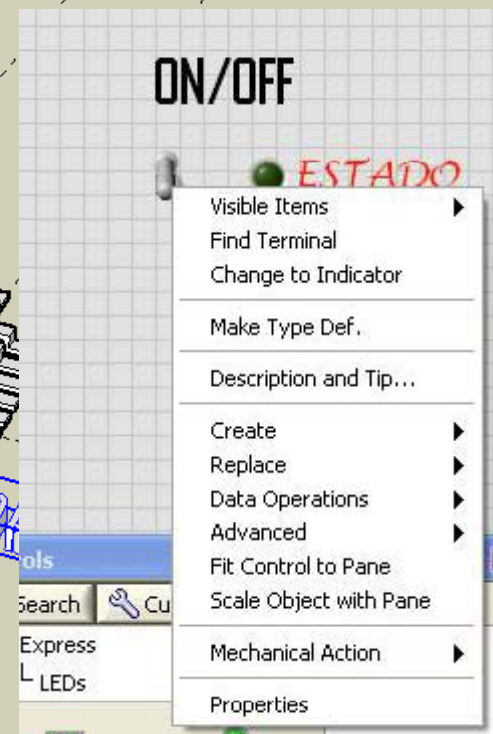 ON/OFF
ESTADO
Visible Items
Find Terminal
Change to Indicator
Make Type Def.
Description and Tip...
Create
Replace
Data Operations
Advanced
Fit Control to Pane
Scale Object with Pane
Mechanical Action
Properties
ols
Search Cu
Express
LEDs